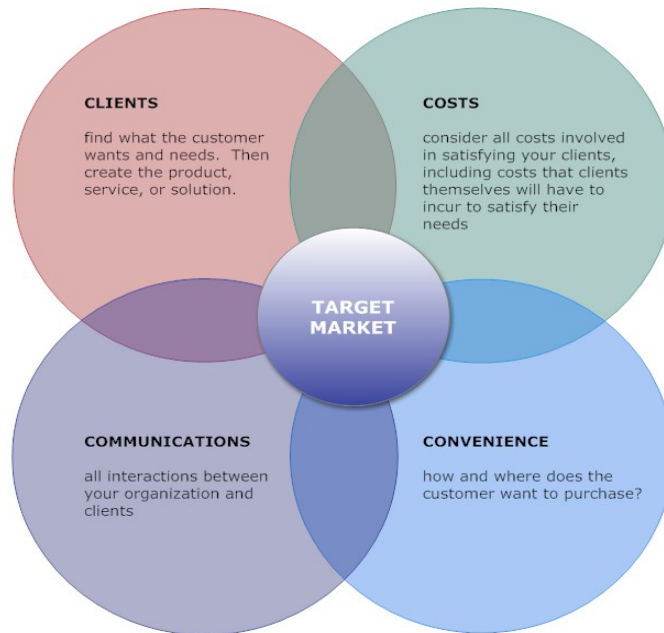 CLIENTS
find what the customer
wants and needs.  Then
create the product,
service, or solution.
COSTS
consider all costs involved
in satisfying your clients,
including costs that clients
themselves will have to
incur to satisfy their
needs
TARGET
MARKET
COMMUNICATIONS
all interactions between
your organization and
clients
CONVENIENCE
how and where does the
customer want to purchase?